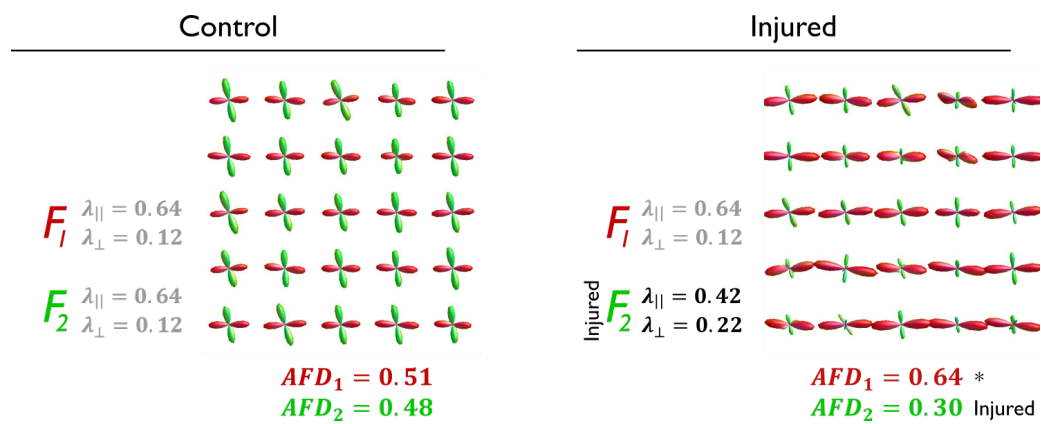 Control
F₁ λ|| = 0.64
λ⊥ = 0.12
F₂ λ|| = 0.64
λ⊥ = 0.12
AFD₁ = 0.51
AFD₂ = 0.48
Injured
F₁ λ|| = 0.64
λ⊥ = 0.12
Injured
F₂ λ|| = 0.42
λ⊥ = 0.22
AFD₁ = 0.64 *
AFD₂ = 0.30 Injured